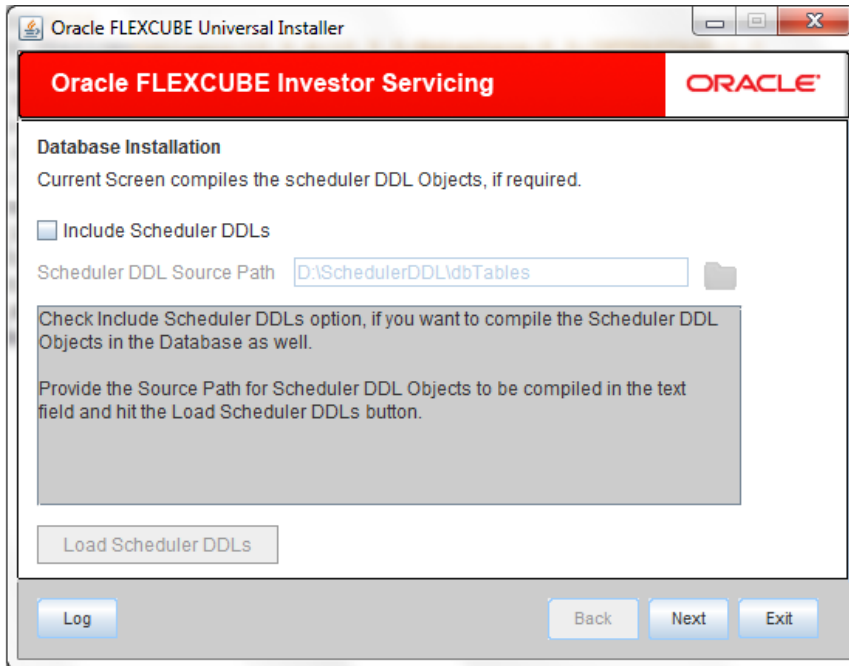 Oracle FLEXCUBE Universal Installer
Oracle FLEXCUBE Investor Servicing
ORACLE
Database Installation
Current Screen compiles the scheduler DDL Objects, if required.
Include Scheduler DDLs
Scheduler DDL Source Path D:\SchedulerDDL\dbTables
Check Include Scheduler DDLs option, if you want to compile the Scheduler DDL
Objects in the Database as well.
Provide the Source Path for Scheduler DDL Objects to be compiled in the text
field and hit the Load Scheduler DDLs button.
Load Scheduler DDLs
Log Back Next Exit